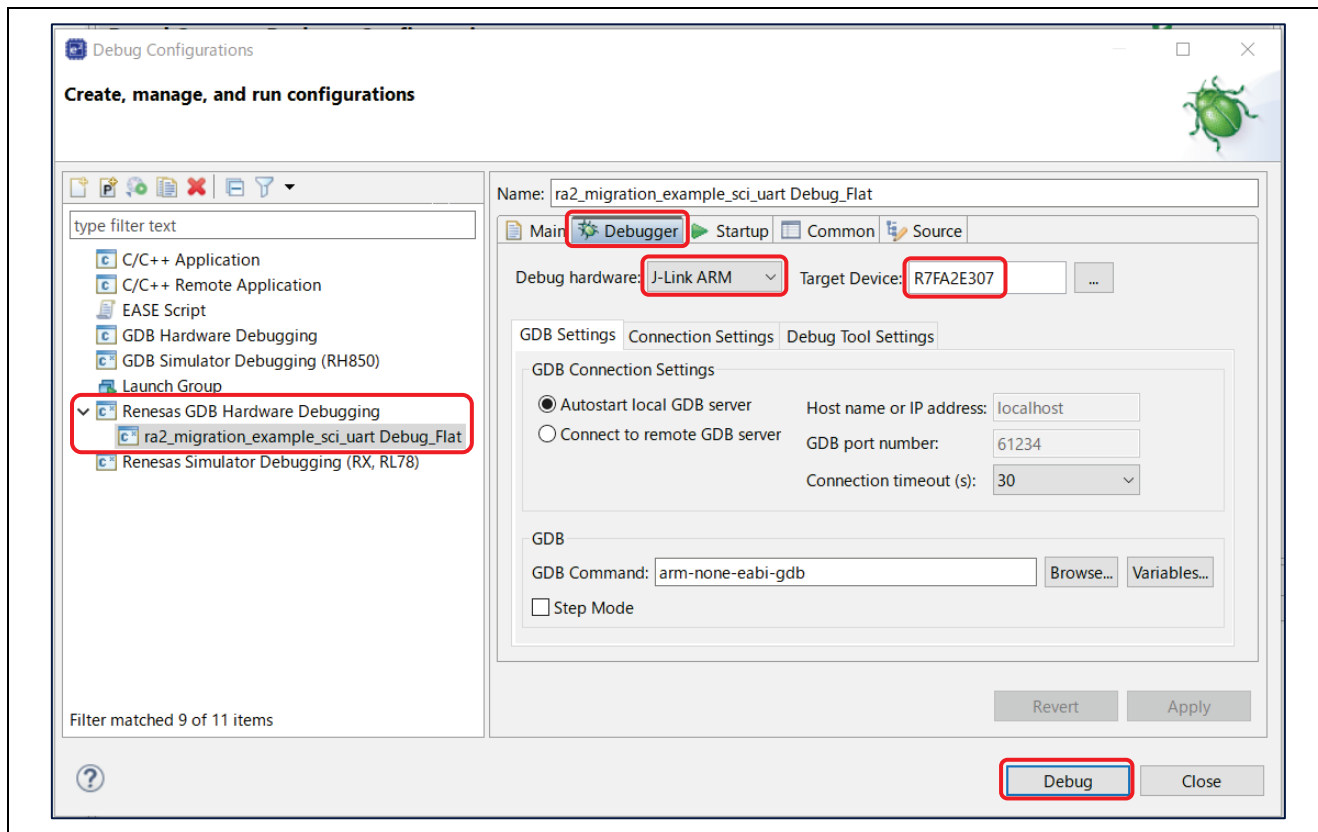 Debug Configurations
Create, manage, and run configurations
type filter text
C/C++ Application
C/C++ Remote Application
EASE Script
GDB Hardware Debugging
GDB Simulator Debugging (RH850)
Launch Group
Renesas GDB Hardware Debugging
ra2_migration_example_sci_uart Debug_Flat
Renesas Simulator Debugging (RX, RL78)
Filter matched 9 of 11 items
Name: ra2_migration_example_sci_uart Debug_Flat
Main Debugger Startup Common Source
Debug hardware: J-Link ARM Target Device: R7FA2E307 ...
GDB Settings Connection Settings Debug Tool Settings
GDB Connection Settings
Autostart local GDB server Host name or IP address: localhost
Connect to remote GDB server GDB port number: 61234
Connection timeout (s): 30
GDB
GDB Command: arm-none-eabi-gdb Browse... Variables...
Step Mode
Revert Apply
Debug Close